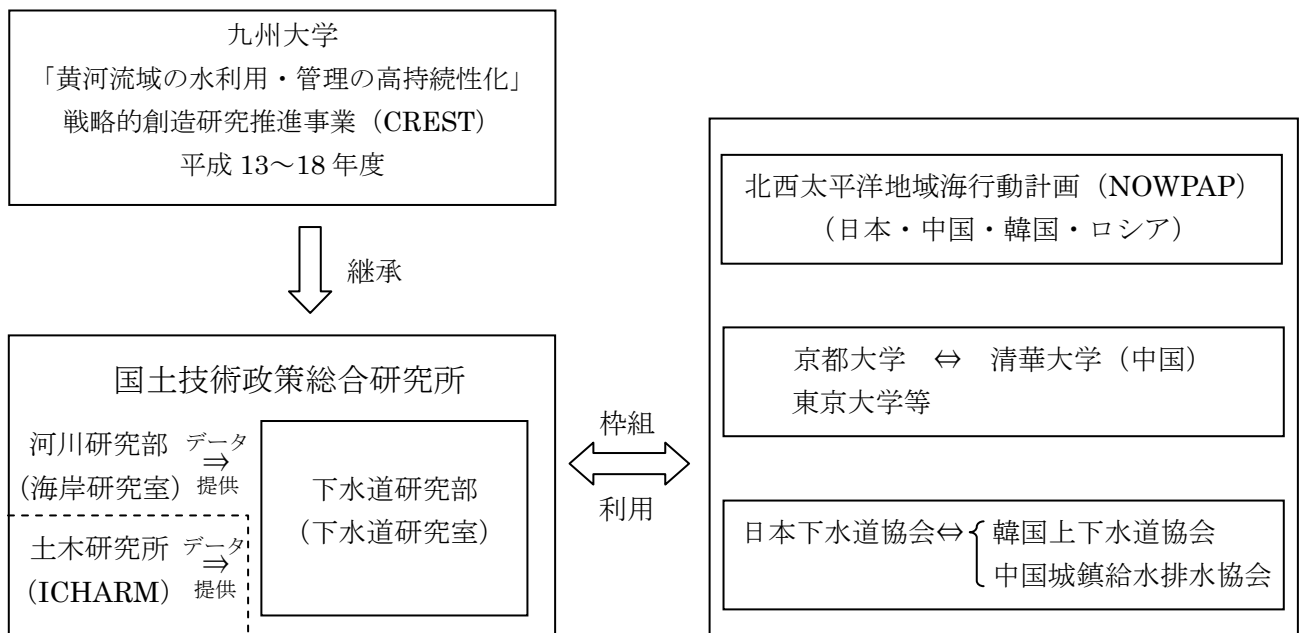 九州大学
「黄河流域の水利用・管理の高持続性化」
戦略的創造研究推進事業（CREST）
平成 13～18 年度
継承
国土技術政策総合研究所
河川研究部
（海岸研究室）
データ
⇒
提供
土木研究所
（ICHARM）
データ
⇒
提供
下水道研究部
（下水道研究室）
枠組
利用
北西太平洋地域海行動計画（NOWPAP）
（日本・中国・韓国・ロシア）
京都大学　⇔　清華大学（中国）
東京大学等
日本下水道協会⇔
韓国上下水道協会
中国城鎮給水排水協会